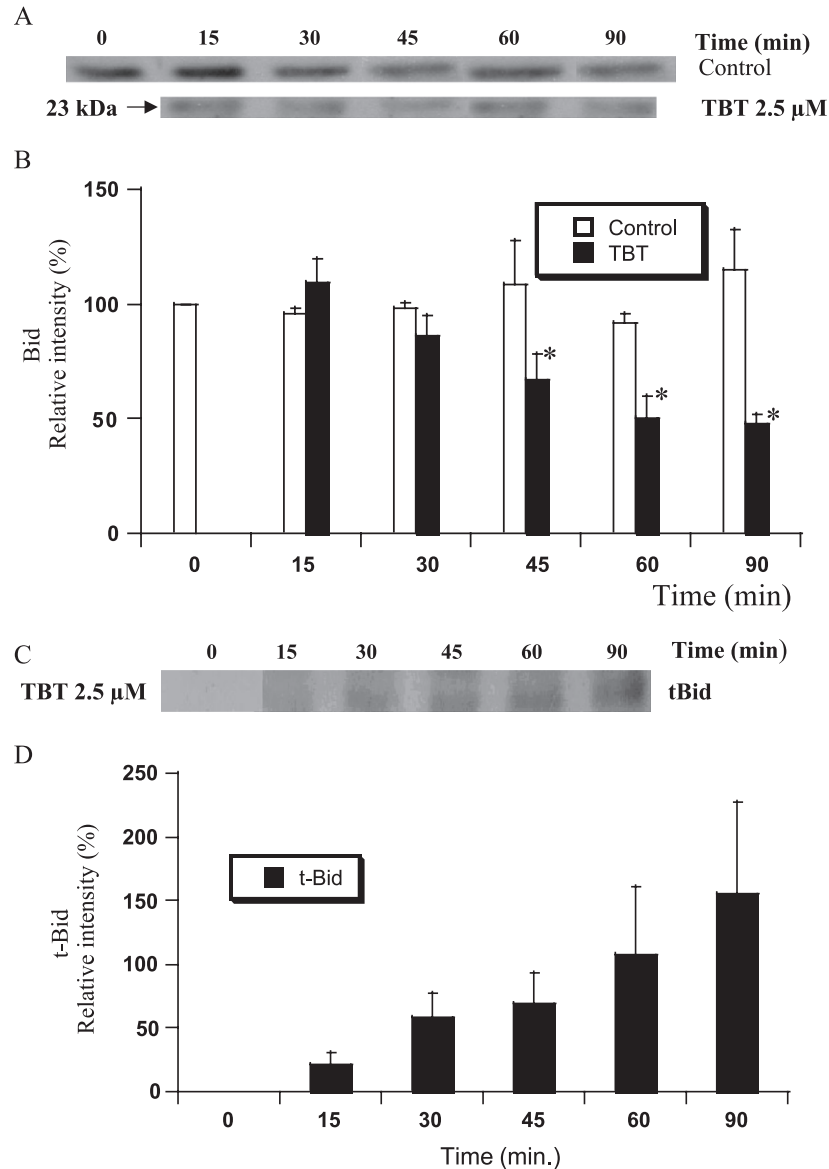 A
0 15 30 45 60 90 Time (min)
Control
23 kDa TBT 2.5 µM
B
150
100
50
0
Bid
Relative intensity (%)
Control
TBT
*
*
*
0 15 30 45 60 90
Time (min)
C
0 15 30 45 60 90 Time (min)
TBT 2.5 µM tBid
D
250
200
150
100
50
0
t-Bid
Relative intensity (%)
t-Bid
0 15 30 45 60 90
Time (min.)